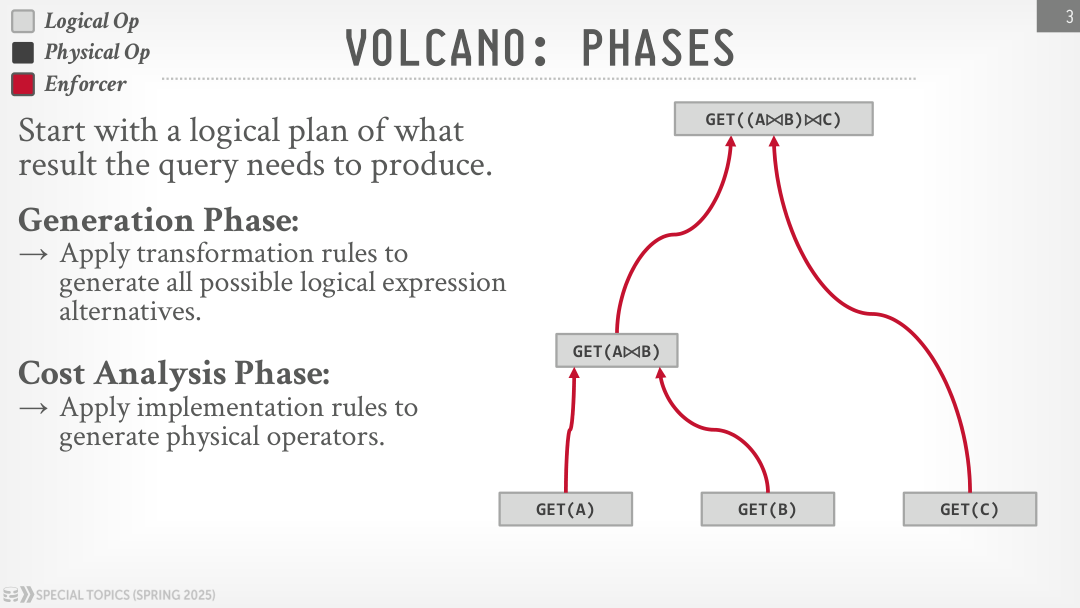 Logical Op
Physical Op
Enforcer
VOLCANO: PHASES
3
Start with a logical plan of what
result the query needs to produce.
Generation Phase:
→ Apply transformation rules to
generate all possible logical expression
alternatives.
Cost Analysis Phase:
→ Apply implementation rules to
generate physical operators.
GET((A⋈B)⋈C)
GET(A⋈B)
GET(A)
GET(B)
GET(C)
SPECIAL TOPICS (SPRING 2025)